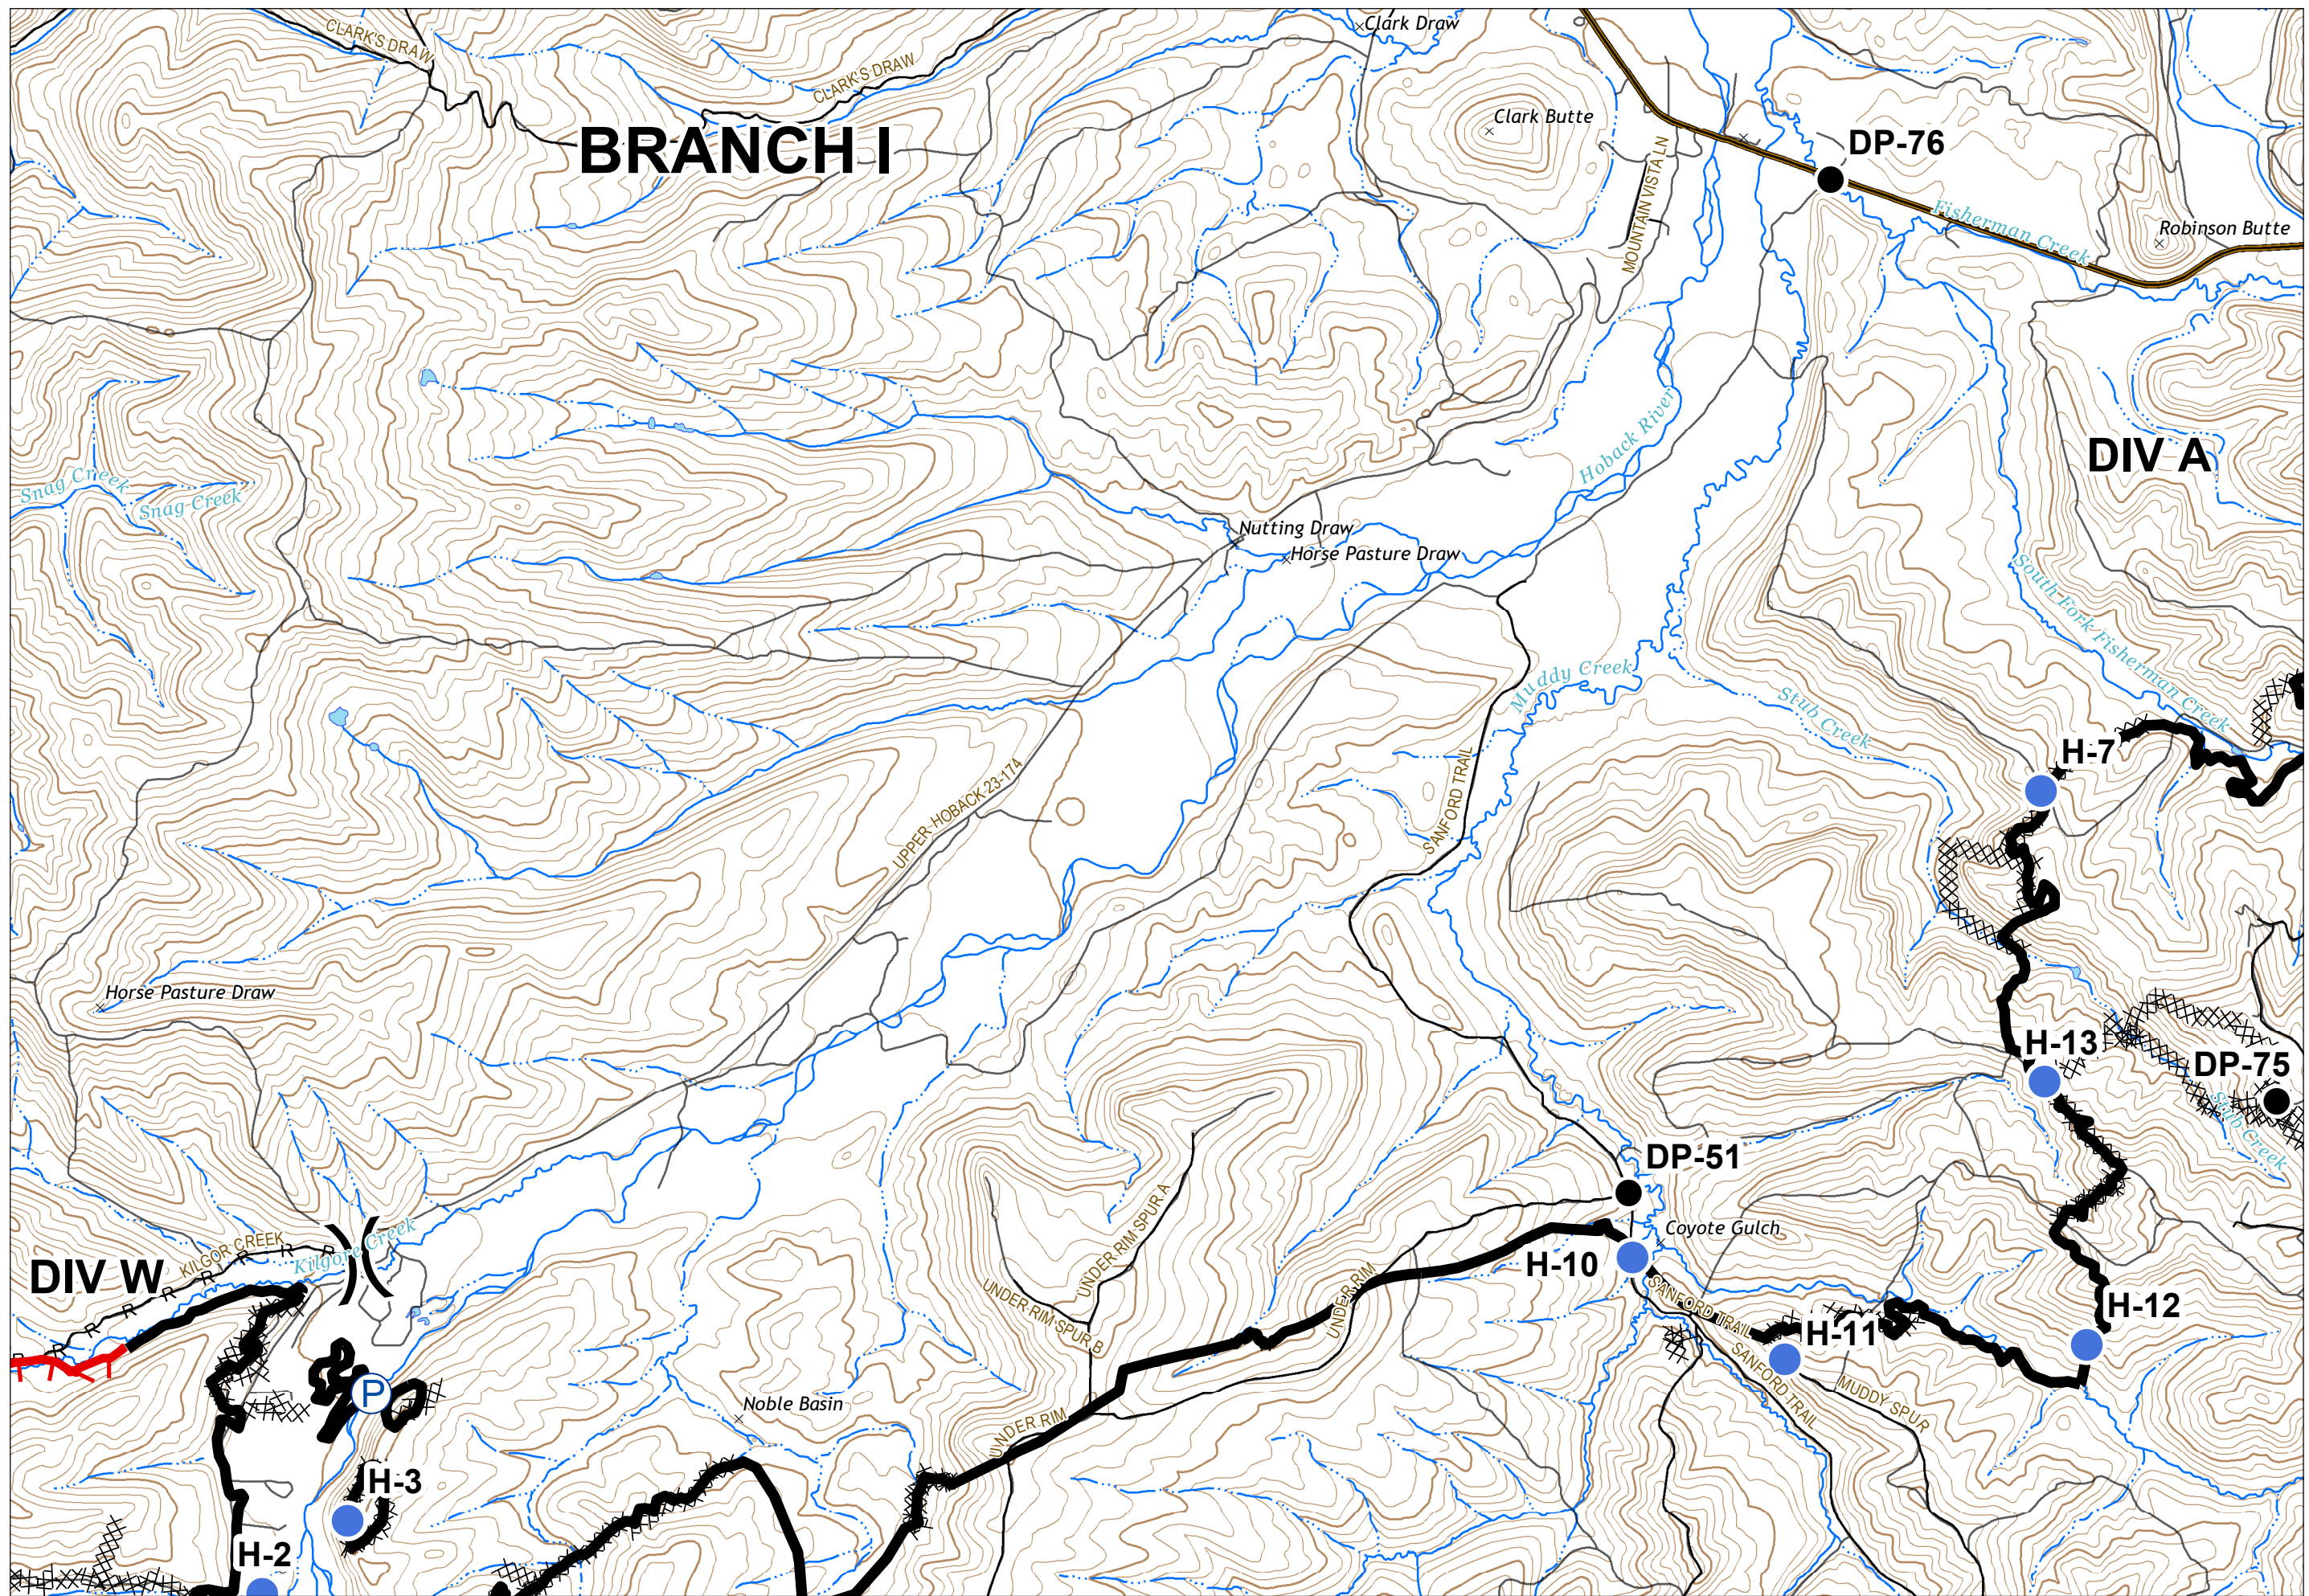 Clark Draw
CLARK'S DRAW
CLARK'S DRAW
Clark Butte
BRANCH I
DP-76
MOUNTAIN VISTA LN
Fisherman Creek
Robinson Butte
Hoback River
DIV A
Snag Creek
Snag Creek
Nutting Draw
Horse Pasture Draw
South Fork Fisherman Creek
Muddy Creek
Stub Creek
H-7
SANFORD TRAIL
UPPER HOBACK 23-174
Horse Pasture Draw
H-13
DP-75
Stub Creek
DP-51
UNDER RIM SPUR A
Coyote Gulch
KILGOR CREEK
Kilgore Creek
DIV W
R R R R R R R R R
H-10
UNDER RIM SPUR B
UNDER RIM
SANFORD TRAIL
H-12
H-11
SANFORD TRAIL
MUDDY SPUR
P
Noble Basin
UNDER RIM
H-3
H-2